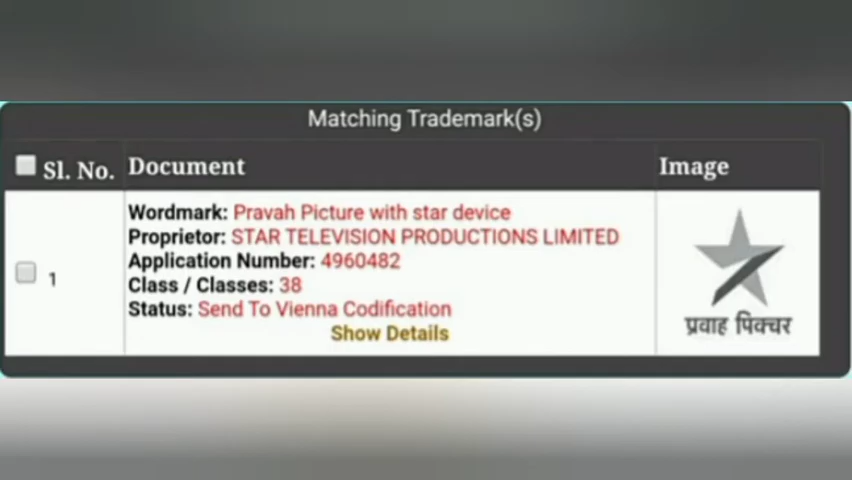 Matching Trademark(s)
Sl. No. Document Image
Wordmark: Pravah Picture with star device
Proprietor: STAR TELEVISION PRODUCTIONS LIMITED
Application Number: 4960482
1 Class / Classes: 38
Status: Send To Vienna Codification
प्रवाह पिक्चर
Show Details